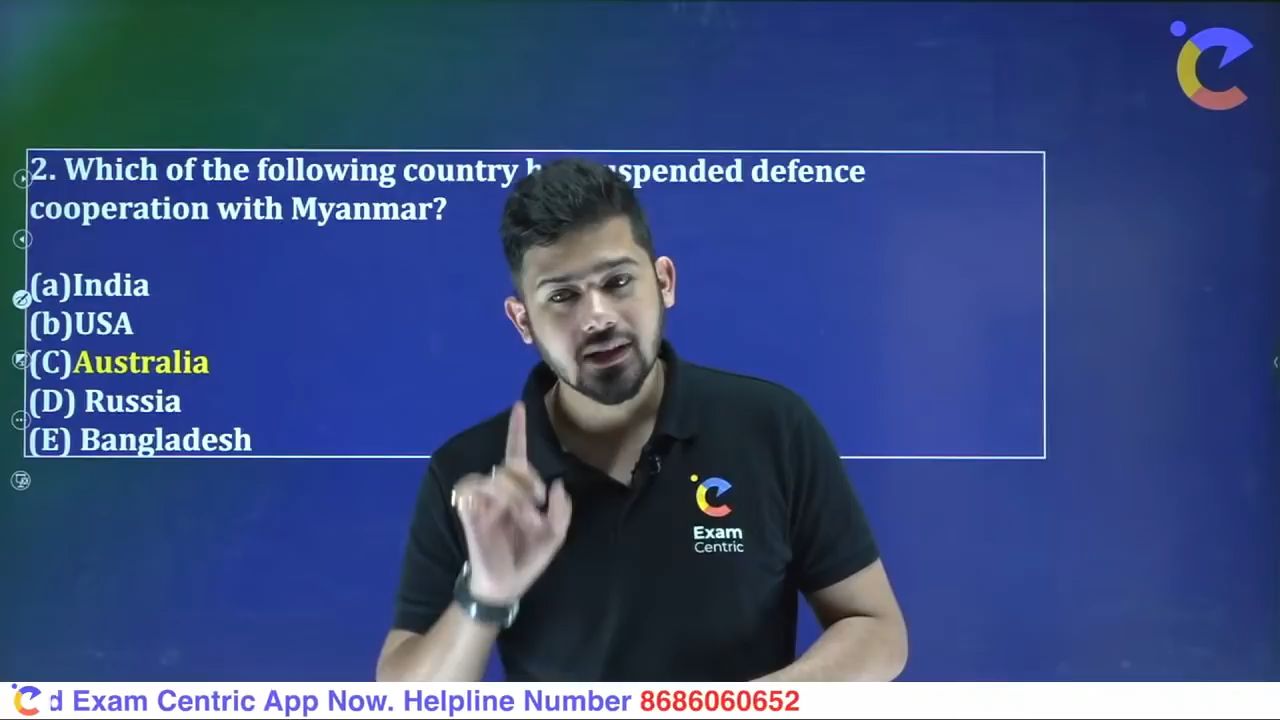 2. Which of the following country suspended defence
cooperation with Myanmar?
(a)India
(b)USA
(C)Australia
(D) Russia
(E) Bangladesh
Exam
Centric
d Exam Centric App Now. Helpline Number 8686060652